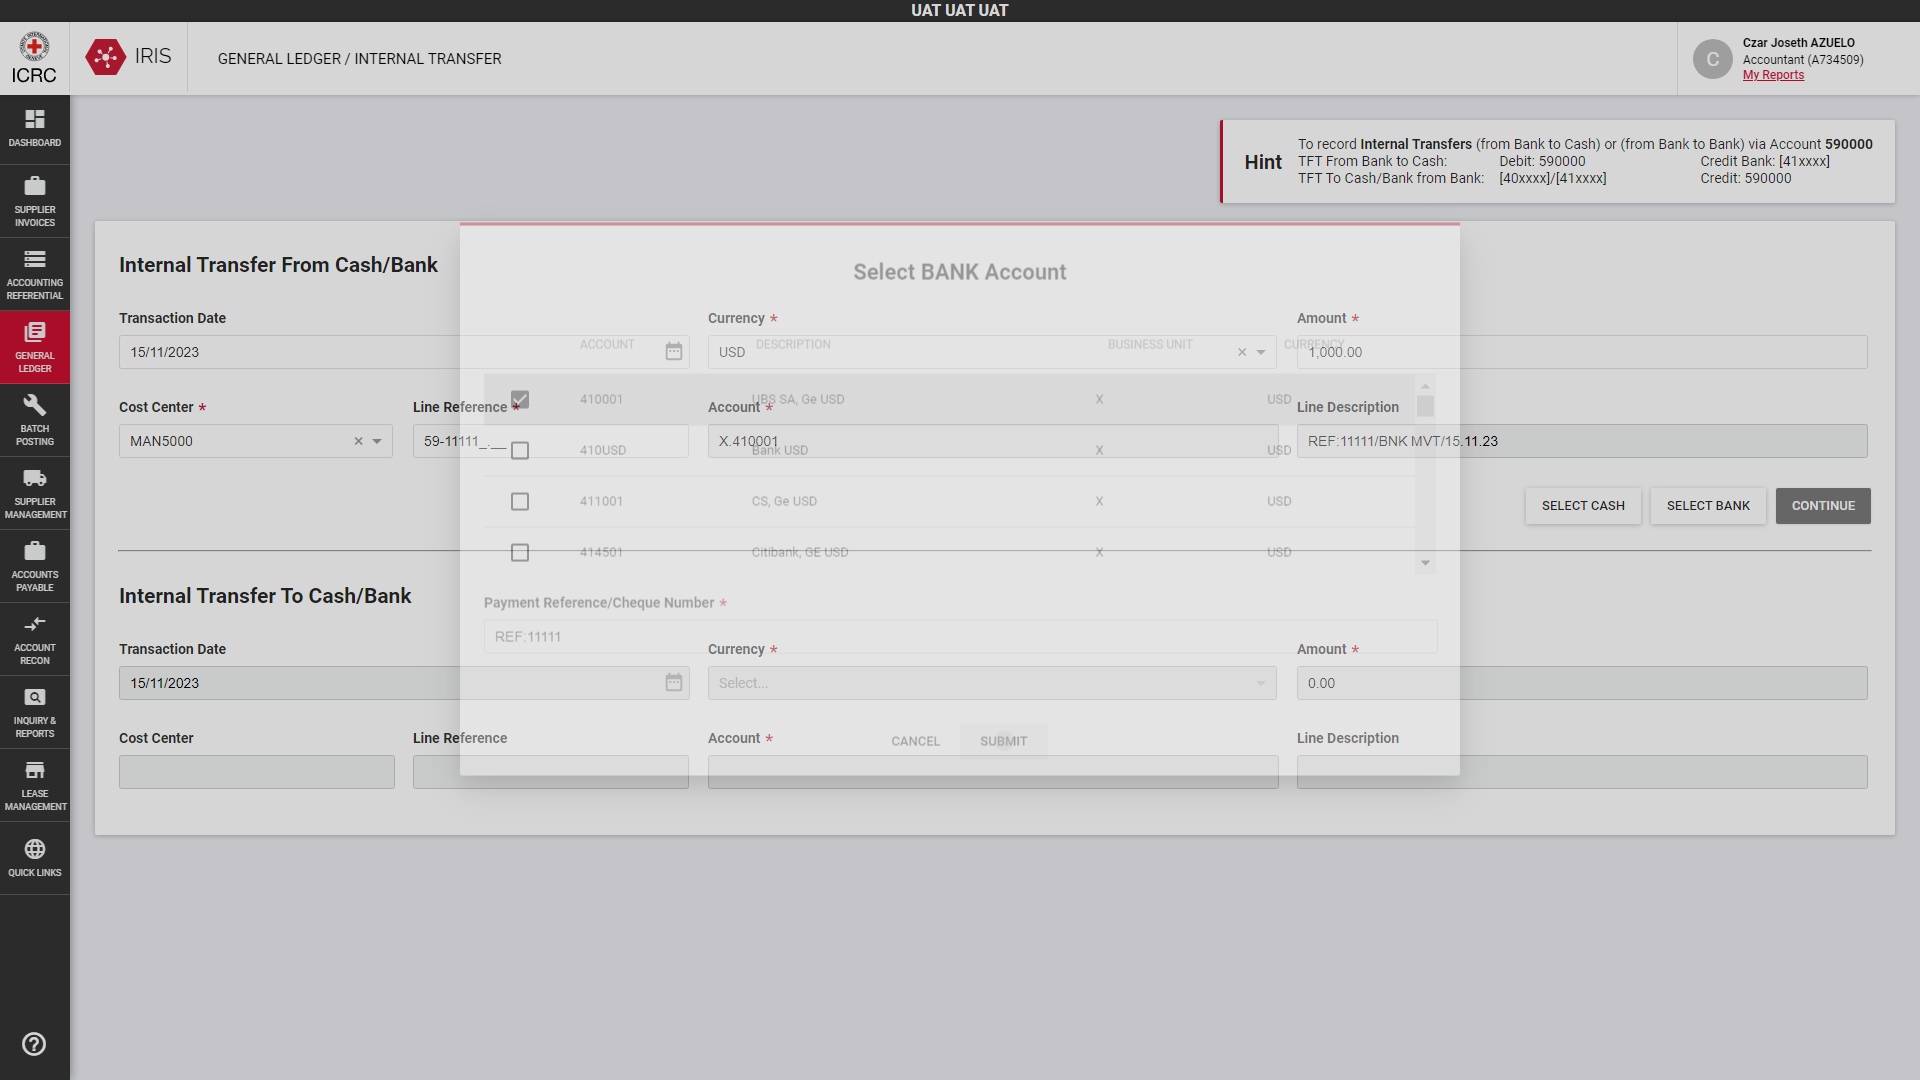 UAT UAT UAT
ICRC
IRIS
GENERAL LEDGER / INTERNAL TRANSFER
C
Czar Joseth AZUELO
Accountant (A734509)
My Reports
DASHBOARD
SUPPLIER
INVOICES
ACCOUNTING
REFERENTIAL
GENERAL
LEDGER
BATCH
POSTING
SUPPLIER
MANAGEMENT
ACCOUNTS
PAYABLE
ACCOUNT
RECON
INQUIRY &
REPORTS
LEASE
MANAGEMENT
QUICK LINKS
Hint
To record Internal Transfers (from Bank to Cash) or (from Bank to Bank) via Account 590000
TFT From Bank to Cash: Debit: 590000 Credit Bank: [41xxxx]
TFT To Cash/Bank from Bank: [40xxxx]/[41xxxx] Credit: 590000
Internal Transfer From Cash/Bank
Transaction Date Currency * Amount *
15/11/2023 USD 1,000.00
Cost Center * Line Reference * Account * Line Description
MAN5000 59-11111_.__ X.410001 REF:11111/BNK MVT/15.11.23
SELECT CASH SELECT BANK CONTINUE
Internal Transfer To Cash/Bank
Transaction Date Currency * Amount *
15/11/2023 Select... 0.00
Cost Center Line Reference Account * Line Description
Select BANK Account
ACCOUNT DESCRIPTION BUSINESS UNIT CURRENCY
410001 UBS SA, Ge USD X USD
410USD Bank USD X USD
411001 CS, Ge USD X USD
414501 Citibank, GE USD X USD
Payment Reference/Cheque Number *
REF:11111
CANCEL SUBMIT